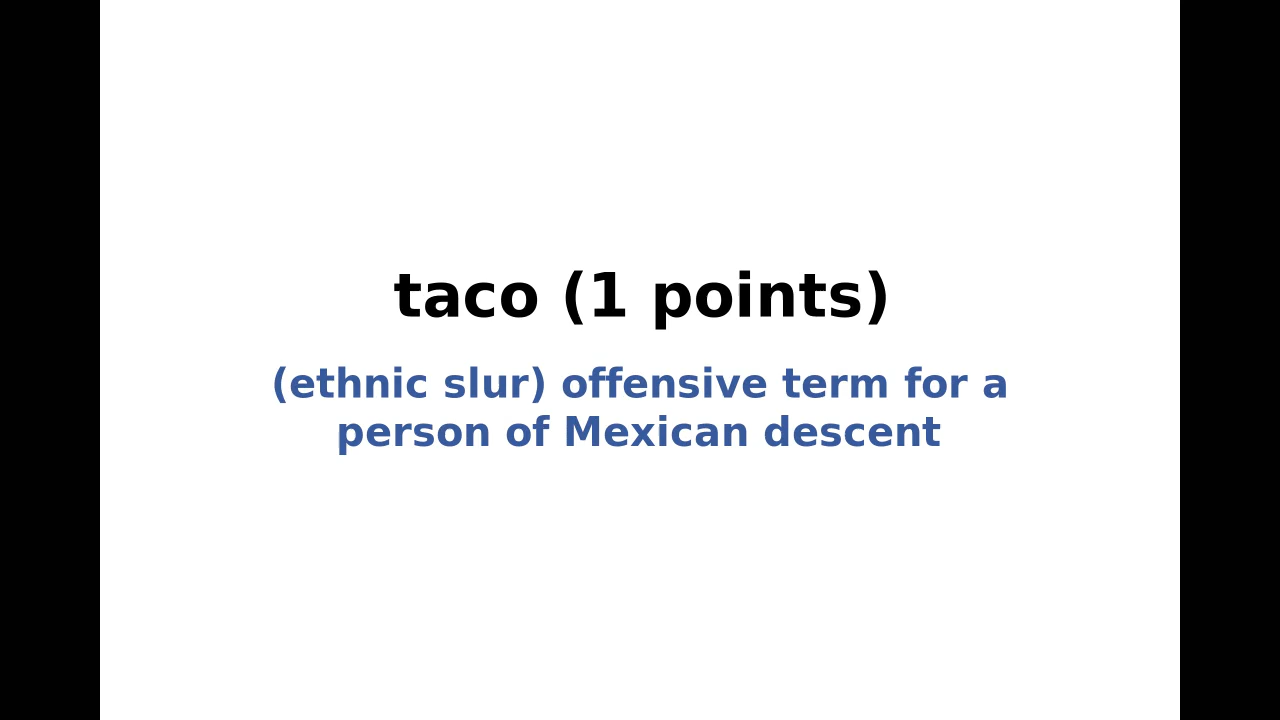 taco (1 points)
(ethnic slur) offensive term for a
person of Mexican descent